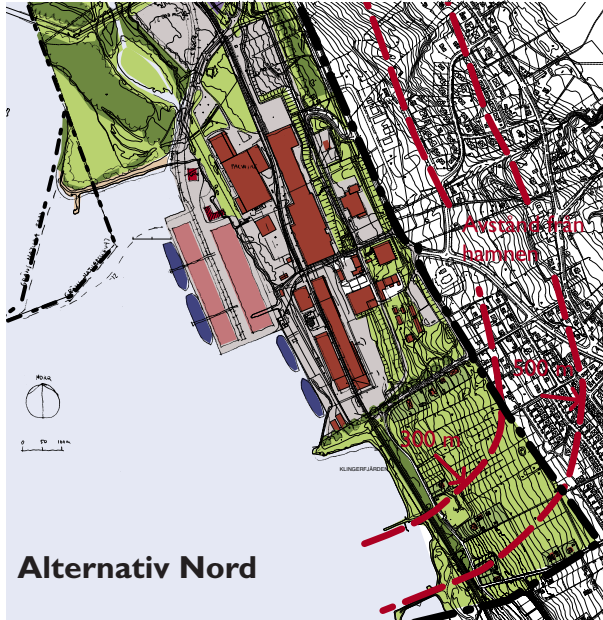 Avstånd från
hamnen
500 m
300 m
NORR
0 50 100m
KLINGERFJÄRDEN
Alternativ Nord